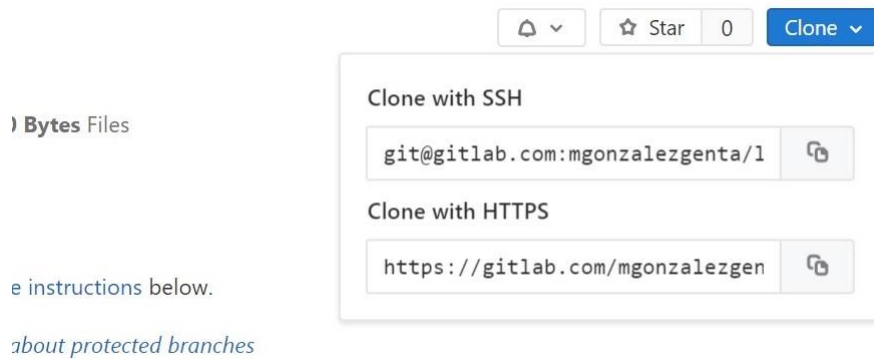 Star 0 Clone
Clone with SSH
) Bytes Files
git@gitlab.com:mgonzalezgenta/l
Clone with HTTPS
https://gitlab.com/mgonzalezgen
e instructions below.
about protected branches